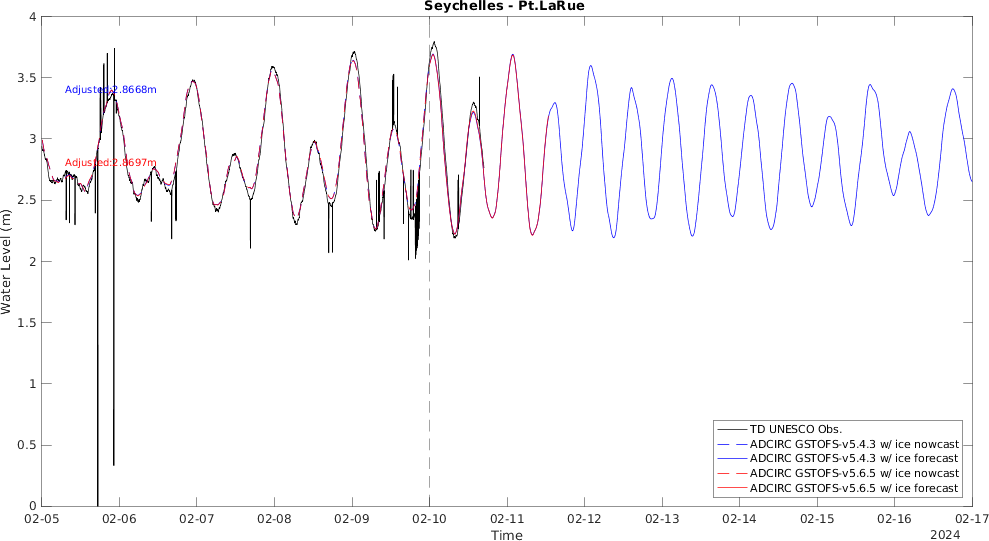 Seychelles - Pt.LaRue
4
3.5
3
2.5
2
1.5
1
0.5
0
Water Level (m)
Adjusted:2.8668m
Adjusted:2.8697m
TD UNESCO Obs.
ADCIRC GSTOFS-v5.4.3 w/ ice nowcast
ADCIRC GSTOFS-v5.4.3 w/ ice forecast
ADCIRC GSTOFS-v5.6.5 w/ ice nowcast
ADCIRC GSTOFS-v5.6.5 w/ ice forecast
02-05 02-06 02-07 02-08 02-09 02-10 02-11 02-12 02-13 02-14 02-15 02-16 02-17
Time
2024